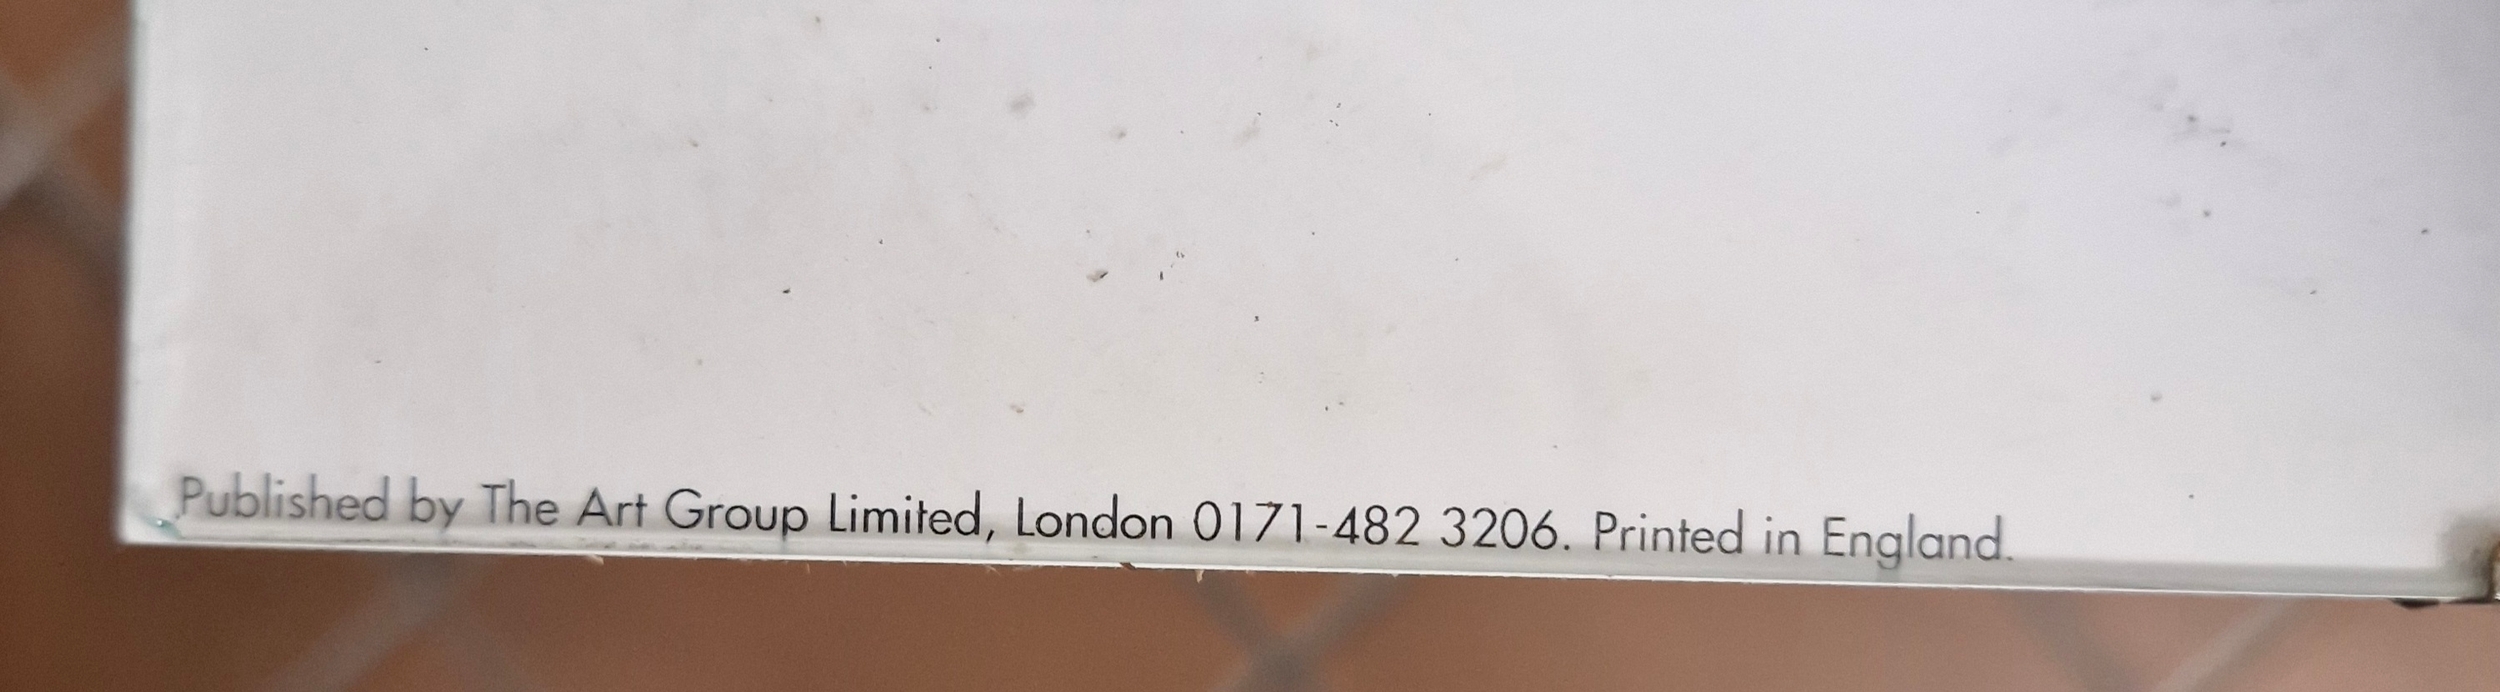 Published by The Art Group Limited, London 0171-482 3206. Printed in England.